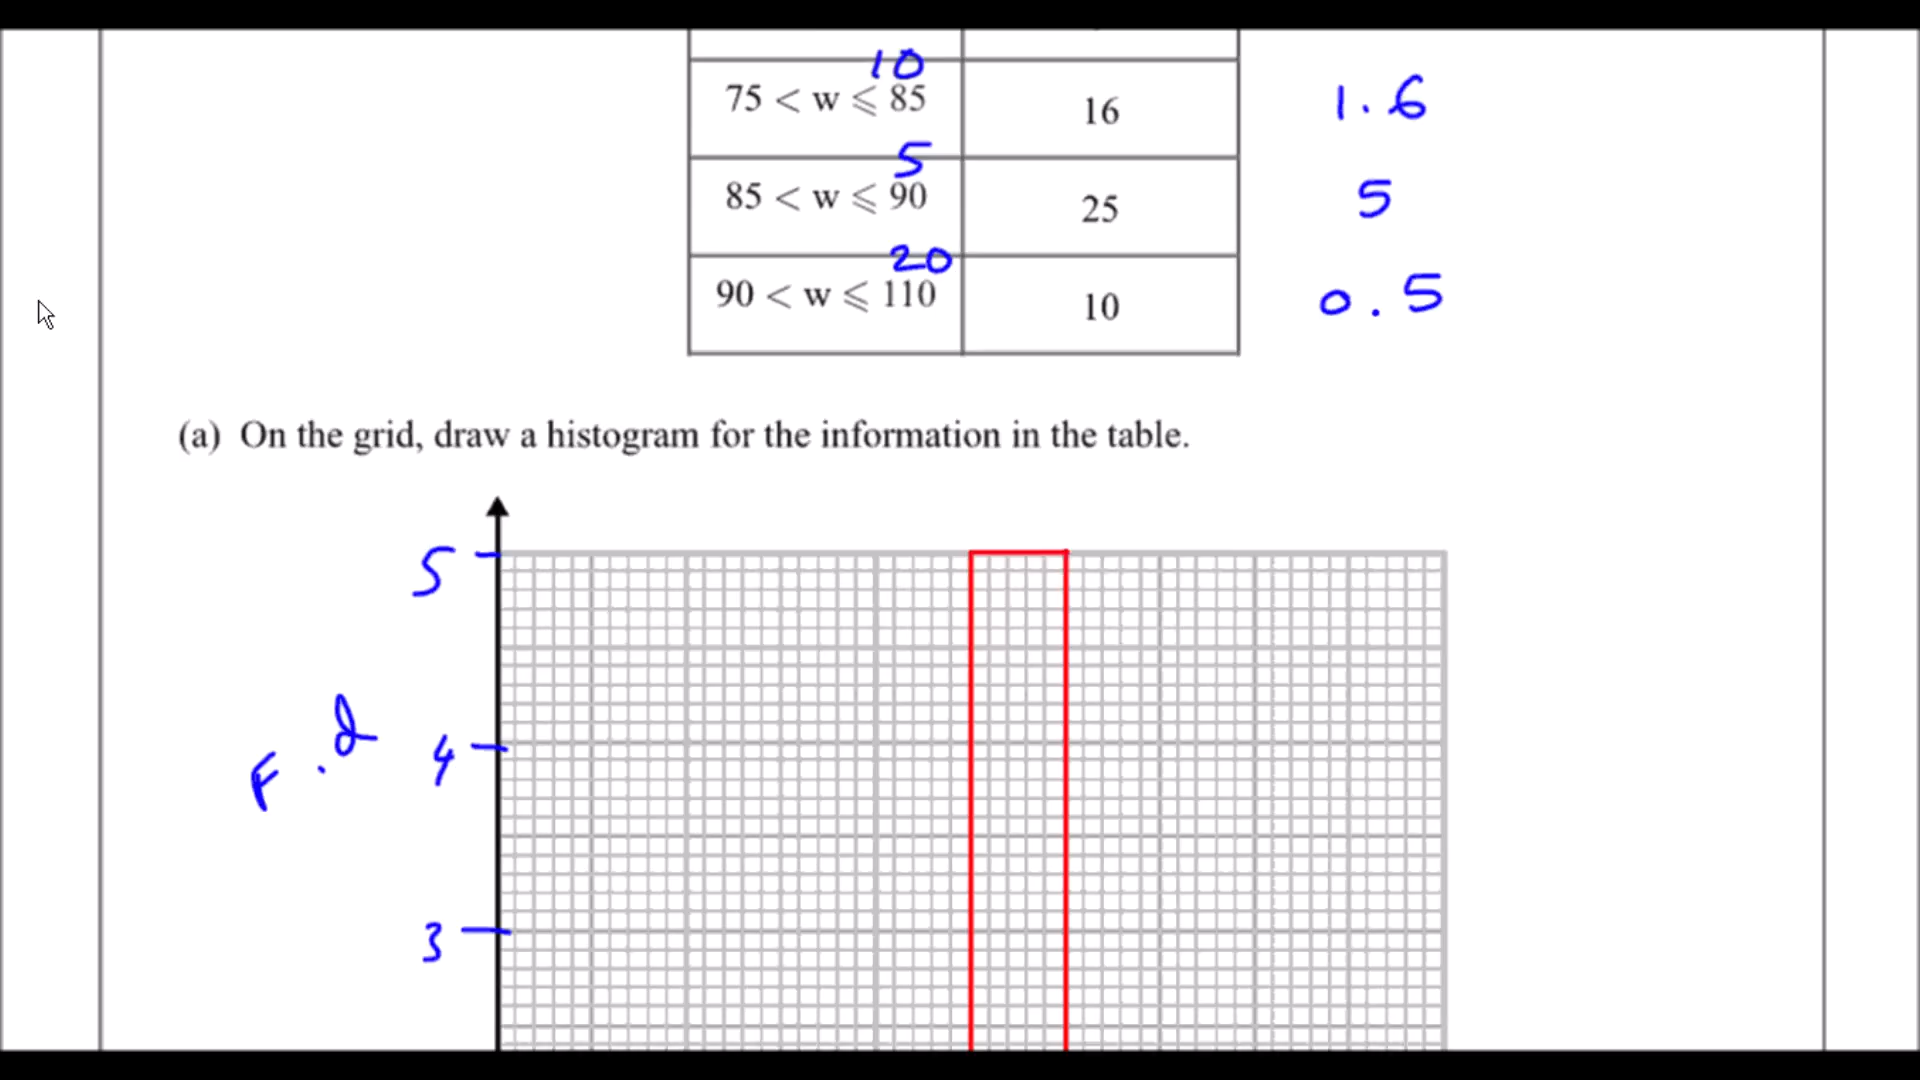 10
75 < w ⩽ 85 16 1.6
5
85 < w ⩽ 90 25 5
20
90 < w ⩽ 110 10 0.5
(a) On the grid, draw a histogram for the information in the table.
5
F.d 4
3